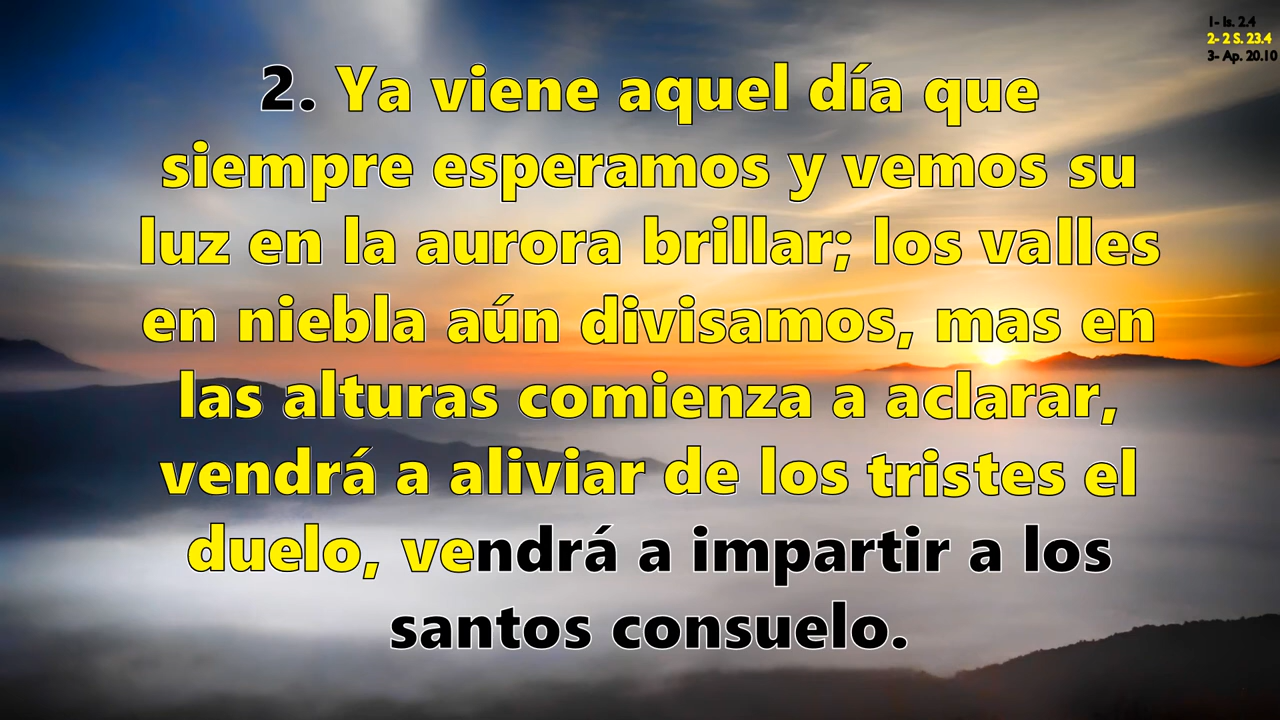 1- Is. 2.4
2- 2 S. 23.4
3- Ap. 20.10
2. Ya viene aquel día que
siempre esperamos y vemos su
luz en la aurora brillar; los valles
en niebla aún divisamos, mas en
las alturas comienza a aclarar,
vendrá a aliviar de los tristes el
duelo, vendrá a impartir a los
santos consuelo.